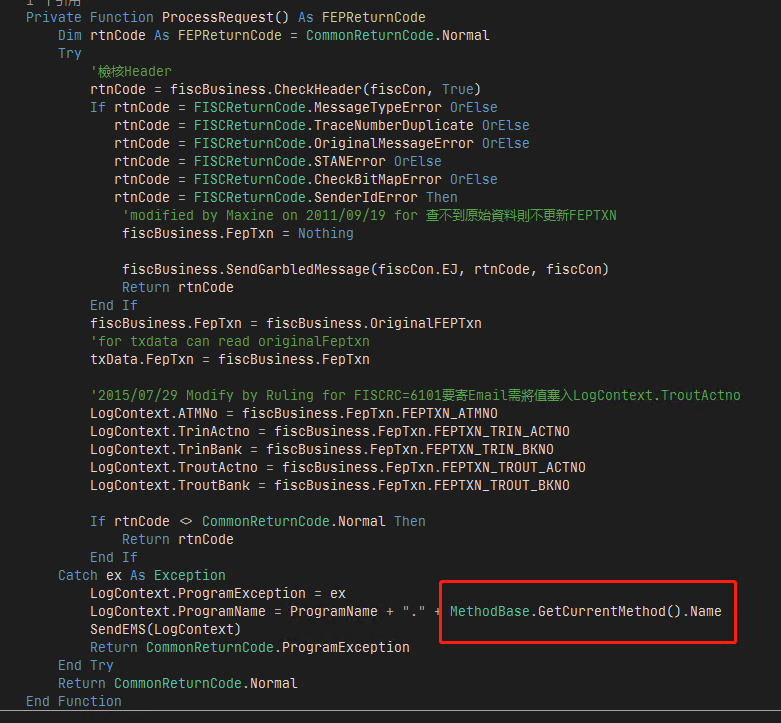 1 個引用
Private Function ProcessRequest() As FEPReturnCode
Dim rtnCode As FEPReturnCode = CommonReturnCode.Normal
Try
'檢核Header
rtnCode = fiscBusiness.CheckHeader(fiscCon, True)
If rtnCode = FISCReturnCode.MessageTypeError OrElse
rtnCode = FISCReturnCode.TraceNumberDuplicate OrElse
rtnCode = FISCReturnCode.OriginalMessageError OrElse
rtnCode = FISCReturnCode.STANError OrElse
rtnCode = FISCReturnCode.CheckBitMapError OrElse
rtnCode = FISCReturnCode.SenderIdError Then
'modified by Maxine on 2011/09/19 for 查不到原始資料則不更新FEPTXN
fiscBusiness.FepTxn = Nothing
fiscBusiness.SendGarbledMessage(fiscCon.EJ, rtnCode, fiscCon)
Return rtnCode
End If
fiscBusiness.FepTxn = fiscBusiness.OriginalFEPTxn
'for txdata can read originalFeptxn
txData.FepTxn = fiscBusiness.FepTxn
'2015/07/29 Modify by Ruling for FISCRC=6101要寄Email需將值塞入LogContext.TroutActno
LogContext.ATMNo = fiscBusiness.FepTxn.FEPTXN_ATMNO
LogContext.TrinActno = fiscBusiness.FepTxn.FEPTXN_TRIN_ACTNO
LogContext.TrinBank = fiscBusiness.FepTxn.FEPTXN_TRIN_BKNO
LogContext.TroutActno = fiscBusiness.FepTxn.FEPTXN_TROUT_ACTNO
LogContext.TroutBank = fiscBusiness.FepTxn.FEPTXN_TROUT_BKNO
If rtnCode <> CommonReturnCode.Normal Then
Return rtnCode
End If
Catch ex As Exception
LogContext.ProgramException = ex
LogContext.ProgramName = ProgramName + "." + MethodBase.GetCurrentMethod().Name
SendEMS(LogContext)
Return CommonReturnCode.ProgramException
End Try
Return CommonReturnCode.Normal
End Function